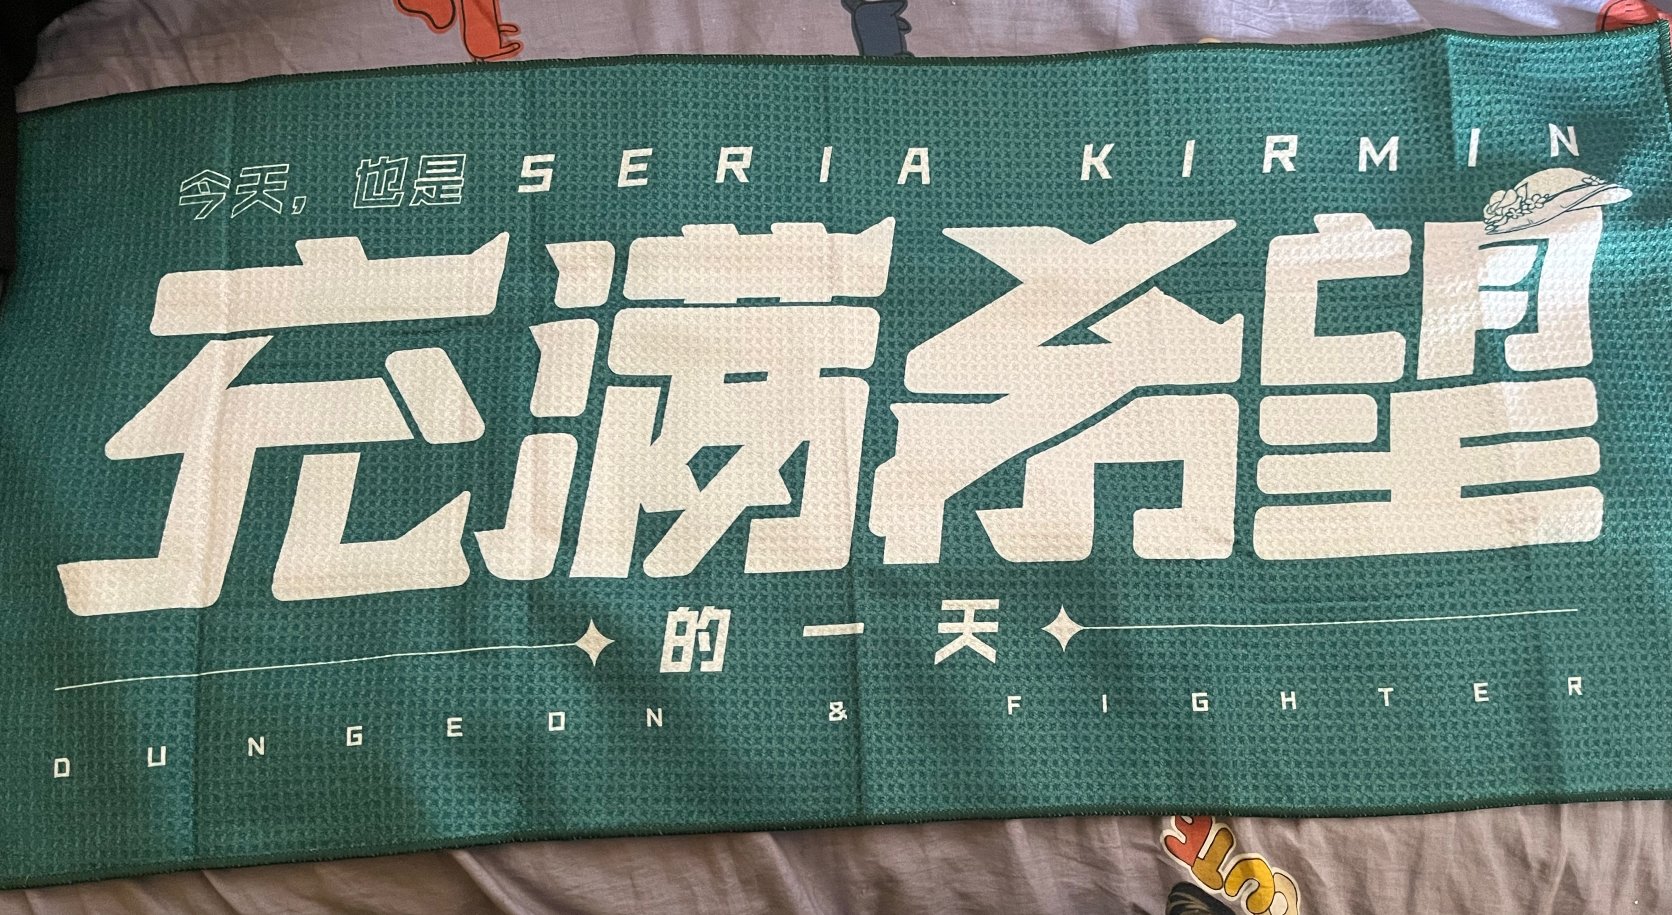 今天，也是 SERIA KIRMIN
充满希望
的一天
DUNGEON & FIGHTER